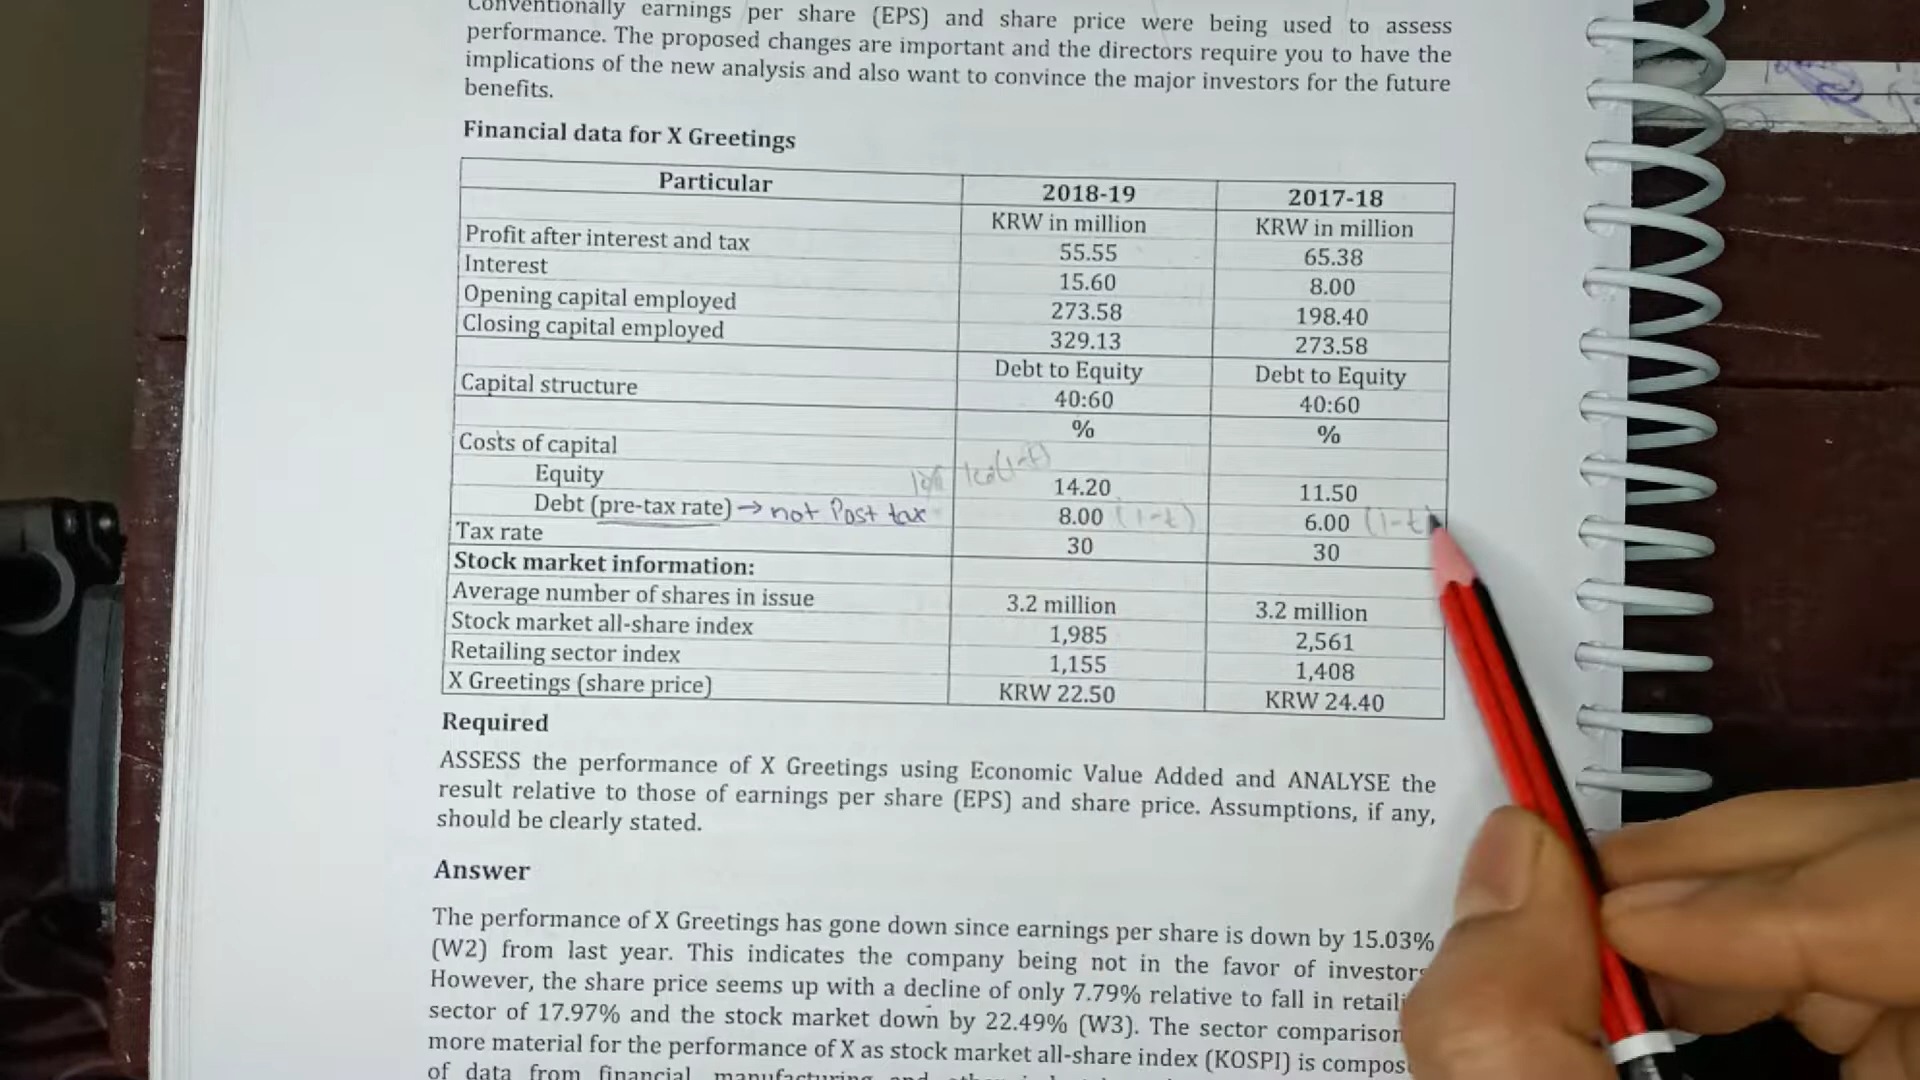 Conventionally earnings per share (EPS) and share price were being used to assess
performance. The proposed changes are important and the directors require you to have the
implications of the new analysis and also want to convince the major investors for the future
benefits.
Financial data for X Greetings
Particular 2018-19 2017-18
KRW in million KRW in million
Profit after interest and tax 55.55 65.38
Interest 15.60 8.00
Opening capital employed 273.58 198.40
Closing capital employed 329.13 273.58
Debt to Equity Debt to Equity
Capital structure 40:60 40:60
% %
Costs of capital
Equity 14.20 11.50
Debt (pre-tax rate) → not Post tax 8.00 (1-t) 6.00 (1-t)
Tax rate 30 30
Stock market information:
Average number of shares in issue 3.2 million 3.2 million
Stock market all-share index 1,985 2,561
Retailing sector index 1,155 1,408
X Greetings (share price) KRW 22.50 KRW 24.40
Required
ASSESS the performance of X Greetings using Economic Value Added and ANALYSE the
result relative to those of earnings per share (EPS) and share price. Assumptions, if any,
should be clearly stated.
Answer
The performance of X Greetings has gone down since earnings per share is down by 15.03%
(W2) from last year. This indicates the company being not in the favor of investors
However, the share price seems up with a decline of only 7.79% relative to fall in retaili
sector of 17.97% and the stock market down by 22.49% (W3). The sector comparison
more material for the performance of X as stock market all-share index (KOSPI) is compos
of data from financial, manufacturing and